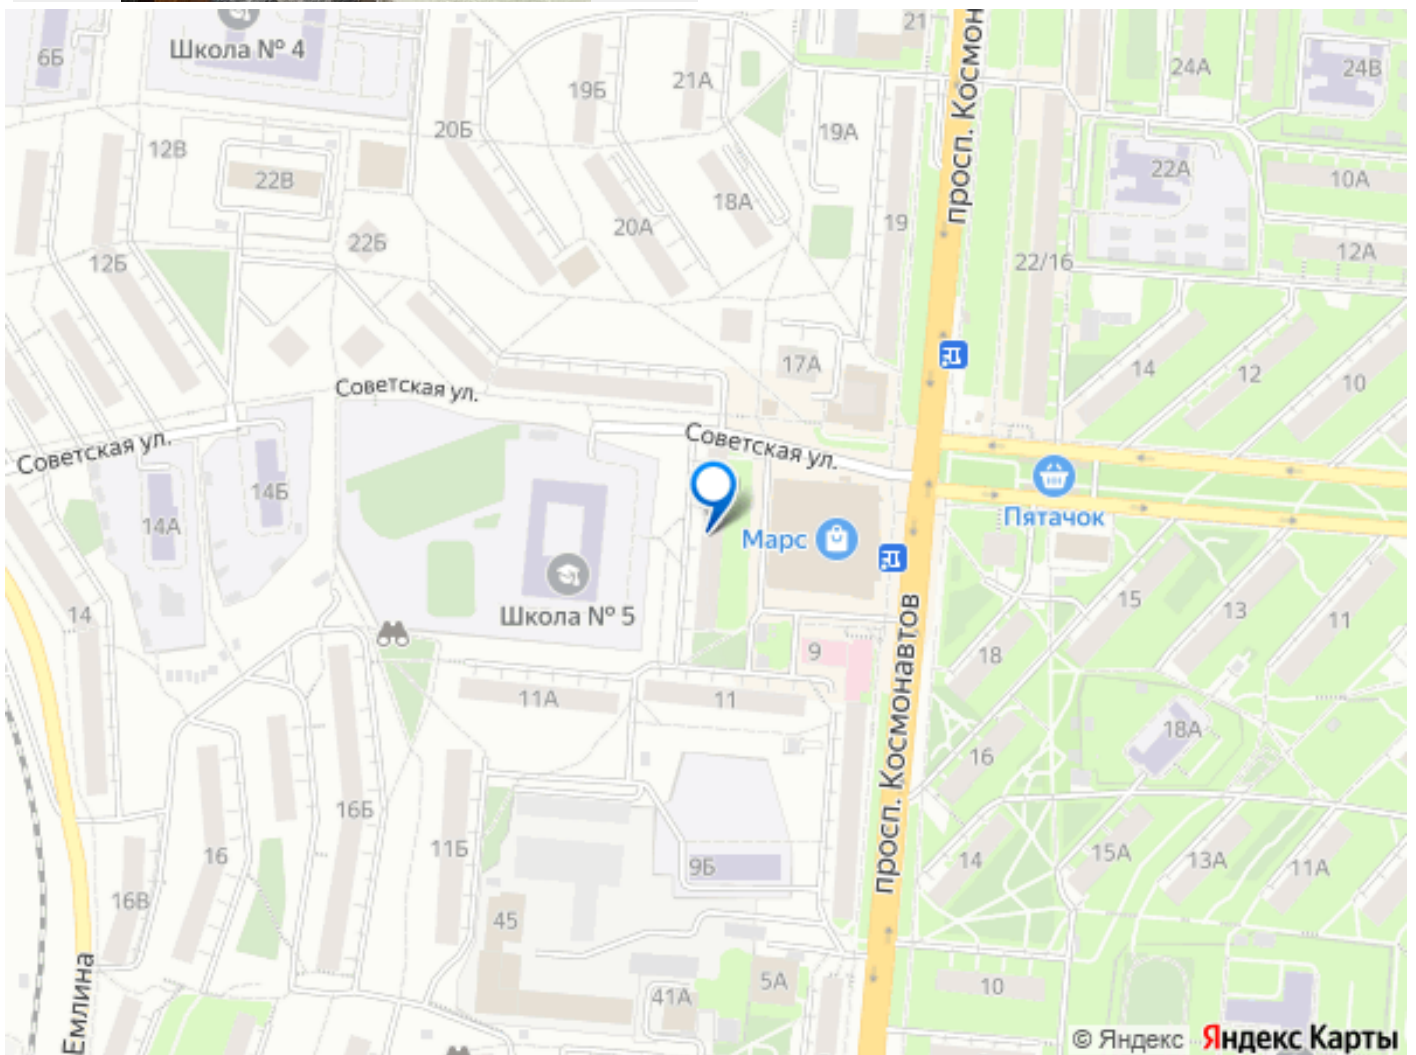 Школа № 4
6Б
21
просп. Космон
24А
24В
19Б
21А
20Б
19А
12В
22В
22А
10А
18А
20А
19
22Б
12Б
22/16
12А
17А
14
12
10
Советская ул.
Советская ул.
Советская ул.
14Б
14А
Марс
Пятачок
Школа № 5
14
15
13
11
9
18
11А
11
просп. Космонавтов
18А
16
16Б
11Б
16
9Б
14
15А
13А
11А
16В
45
Емлина
5А
41А
10
© Яндекс Яндекс Карты